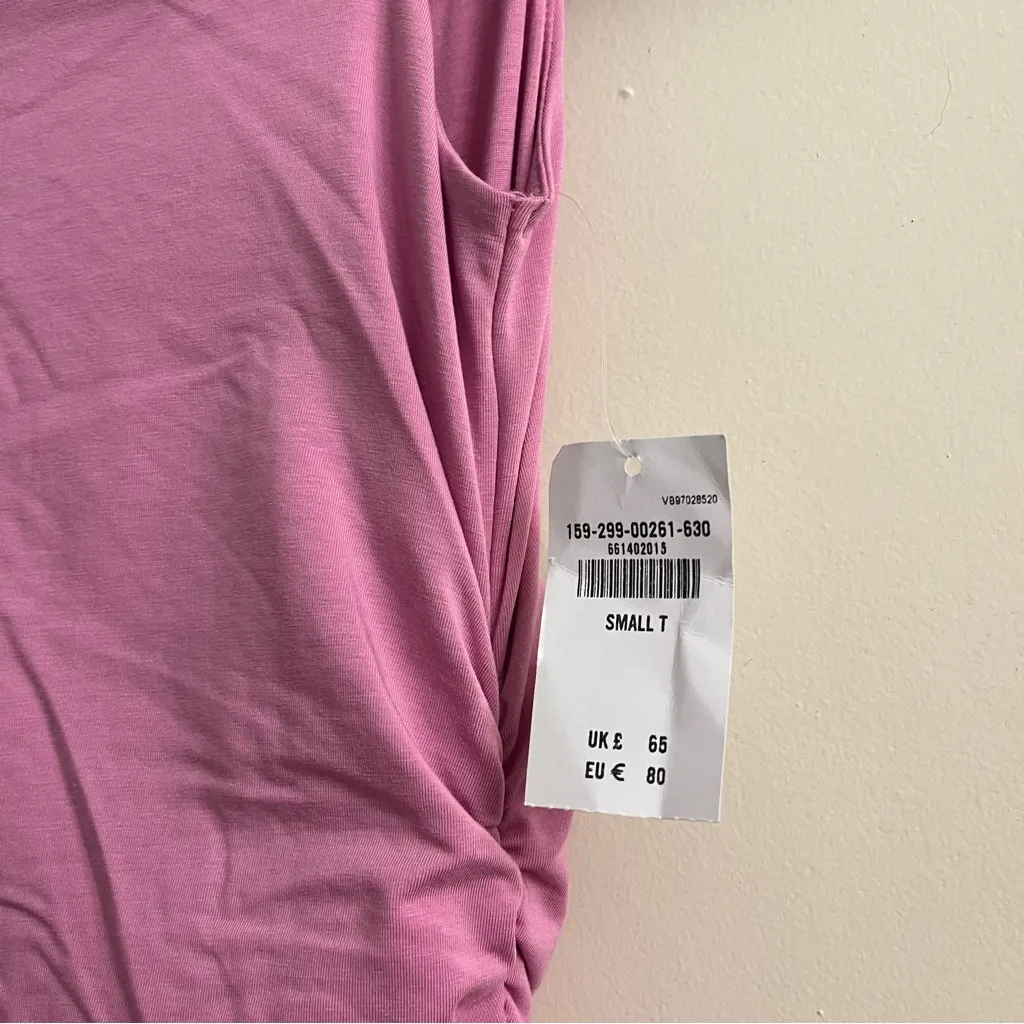 VB97028520
159-299-00261-630
661402015
SMALL T
UK £ 65
EU € 80